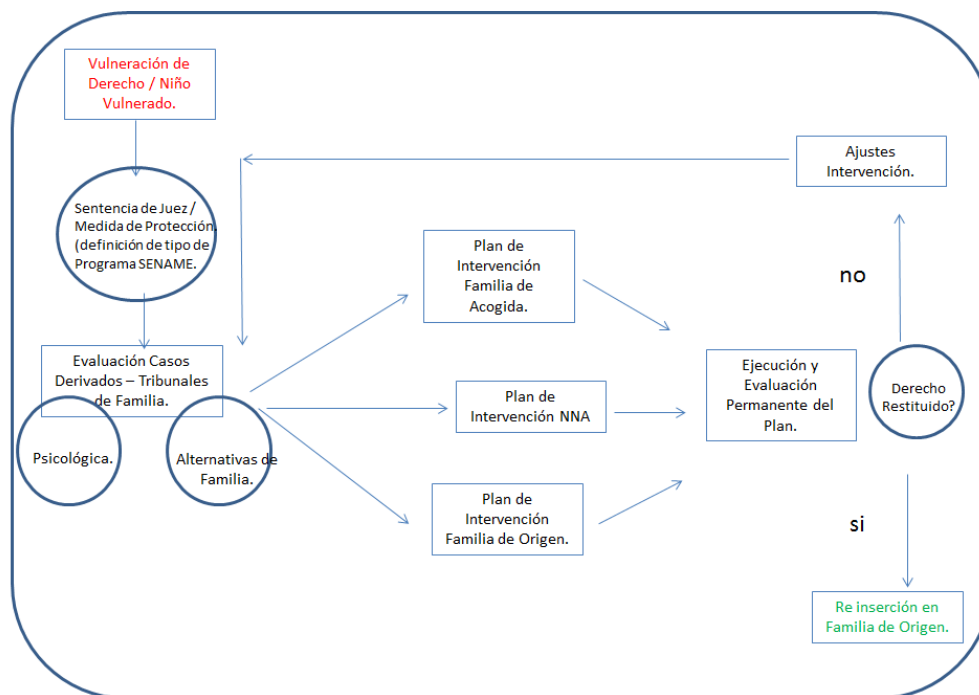 Vulneración de
Derecho / Niño
Vulnerado.
Sentencia de Juez /
Medida de Protección.
(definición de tipo de
Programa SENAME.
Evaluación Casos
Derivados – Tribunales
de Familia.
Psicológica.
Alternativas de
Familia.
Plan de
Intervención
Familia de
Acogida.
Plan de
Intervención NNA
Plan de
Intervención
Familia de Origen.
Ejecución y
Evaluación
Permanente del
Plan.
Derecho
Restituido?
no
Ajustes
Intervención.
si
Re inserción en
Familia de Origen.